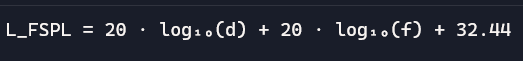 L_FSPL = 20 · log₁₀(d) + 20 · log₁₀(f) + 32.44